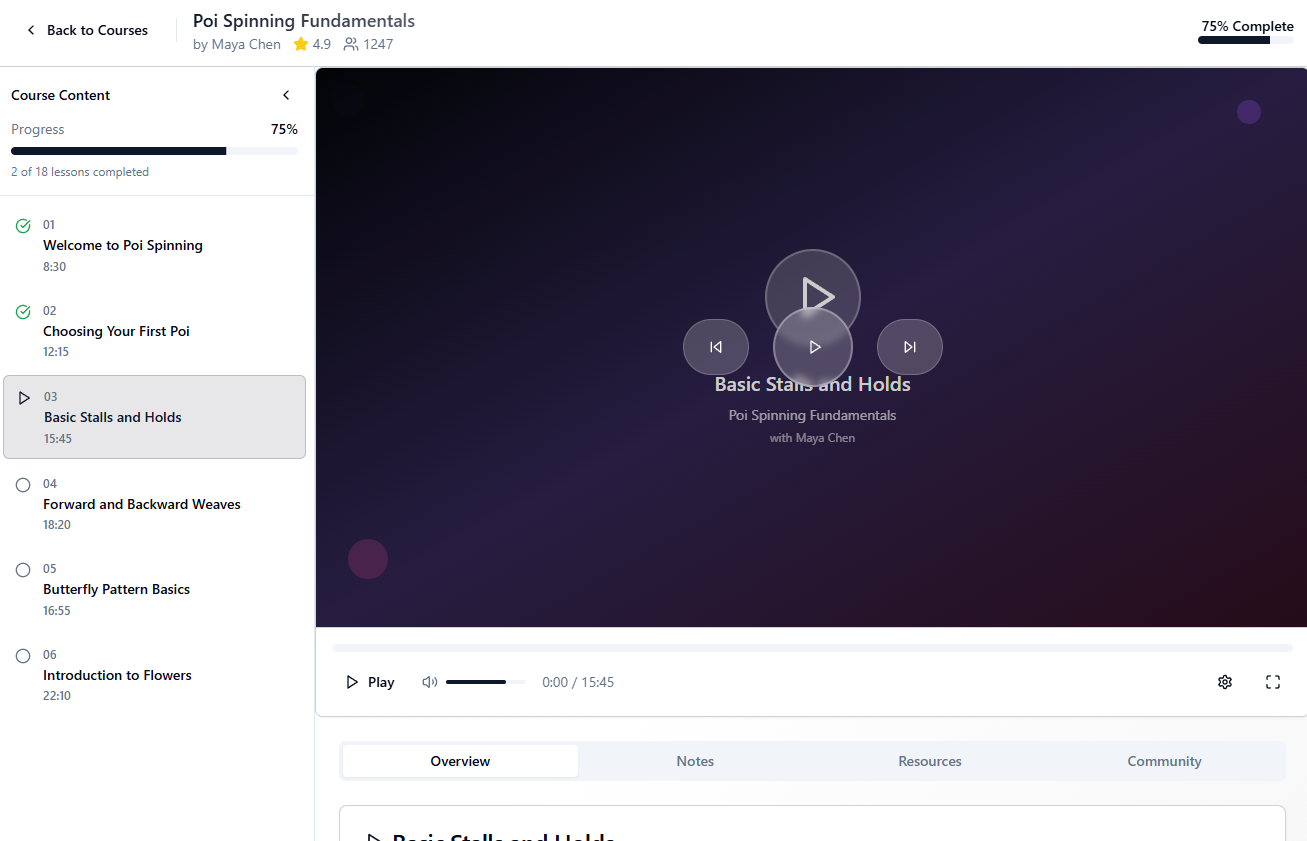 Back to Courses
Poi Spinning Fundamentals
by Maya Chen 4.9 1247
75% Complete
Course Content
Progress 75%
2 of 18 lessons completed
01
Welcome to Poi Spinning
8:30
02
Choosing Your First Poi
12:15
03
Basic Stalls and Holds
15:45
04
Forward and Backward Weaves
18:20
05
Butterfly Pattern Basics
16:55
06
Introduction to Flowers
22:10
Basic Stalls and Holds
Poi Spinning Fundamentals
with Maya Chen
Play 0:00 / 15:45
Overview Notes Resources Community
Basic Stalls and Holds